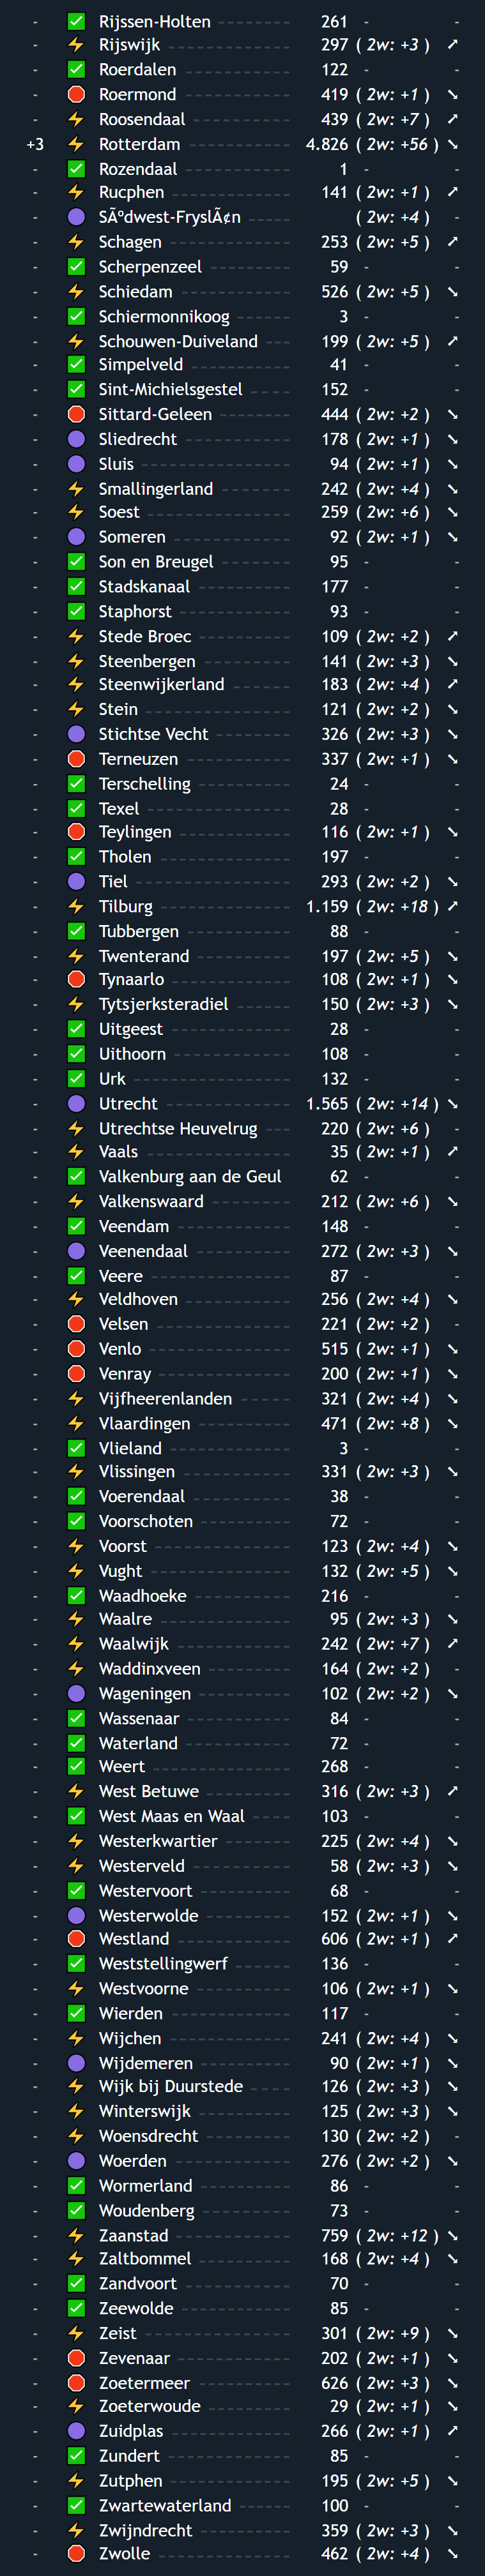 - ✅ Rijssen-Holten 261 - -
- ⚡ Rijswijk 297 ( 2w: +3 ) ➚
- ✅ Roerdalen 122 - -
- 🛑 Roermond 419 ( 2w: +1 ) ➘
- ⚡ Roosendaal 439 ( 2w: +7 ) ➚
+3 ⚡ Rotterdam 4.826 ( 2w: +56 ) ➘
- ✅ Rozendaal 1 - -
- ⚡ Rucphen 141 ( 2w: +1 ) ➚
- 🟣 SÃºdwest-FryslÃ¢n ( 2w: +4 ) -
- ⚡ Schagen 253 ( 2w: +5 ) ➚
- ✅ Scherpenzeel 59 - -
- ⚡ Schiedam 526 ( 2w: +5 ) ➘
- ✅ Schiermonnikoog 3 - -
- ⚡ Schouwen-Duiveland 199 ( 2w: +5 ) ➚
- ✅ Simpelveld 41 - -
- ✅ Sint-Michielsgestel 152 - -
- 🛑 Sittard-Geleen 444 ( 2w: +2 ) ➘
- 🟣 Sliedrecht 178 ( 2w: +1 ) ➘
- 🟣 Sluis 94 ( 2w: +1 ) ➘
- ⚡ Smallingerland 242 ( 2w: +4 ) ➘
- ⚡ Soest 259 ( 2w: +6 ) ➘
- 🟣 Someren 92 ( 2w: +1 ) ➘
- ✅ Son en Breugel 95 - -
- ✅ Stadskanaal 177 - -
- ✅ Staphorst 93 - -
- ⚡ Stede Broec 109 ( 2w: +2 ) ➚
- ⚡ Steenbergen 141 ( 2w: +3 ) ➘
- ⚡ Steenwijkerland 183 ( 2w: +4 ) ➚
- ⚡ Stein 121 ( 2w: +2 ) ➘
- 🟣 Stichtse Vecht 326 ( 2w: +3 ) ➘
- 🛑 Terneuzen 337 ( 2w: +1 ) ➘
- ✅ Terschelling 24 - -
- ✅ Texel 28 - -
- 🛑 Teylingen 116 ( 2w: +1 ) ➘
- ✅ Tholen 197 - -
- 🟣 Tiel 293 ( 2w: +2 ) ➘
- ⚡ Tilburg 1.159 ( 2w: +18 ) ➚
- ✅ Tubbergen 88 - -
- ⚡ Twenterand 197 ( 2w: +5 ) ➘
- 🛑 Tynaarlo 108 ( 2w: +1 ) ➘
- ⚡ Tytsjerksteradiel 150 ( 2w: +3 ) ➘
- ✅ Uitgeest 28 - -
- ✅ Uithoorn 108 - -
- ✅ Urk 132 - -
- 🟣 Utrecht 1.565 ( 2w: +14 ) ➘
- ⚡ Utrechtse Heuvelrug 220 ( 2w: +6 ) -
- ⚡ Vaals 35 ( 2w: +1 ) ➚
- ✅ Valkenburg aan de Geul 62 - -
- ⚡ Valkenswaard 212 ( 2w: +6 ) ➘
- ✅ Veendam 148 - -
- 🟣 Veenendaal 272 ( 2w: +3 ) ➘
- ✅ Veere 87 - -
- ⚡ Veldhoven 256 ( 2w: +4 ) ➘
- 🛑 Velsen 221 ( 2w: +2 ) -
- 🛑 Venlo 515 ( 2w: +1 ) ➘
- 🛑 Venray 200 ( 2w: +1 ) ➘
- ⚡ Vijfheerenlanden 321 ( 2w: +4 ) ➘
- ⚡ Vlaardingen 471 ( 2w: +8 ) ➘
- ✅ Vlieland 3 - -
- ⚡ Vlissingen 331 ( 2w: +3 ) ➘
- ✅ Voerendaal 38 - -
- ✅ Voorschoten 72 - -
- ⚡ Voorst 123 ( 2w: +4 ) ➘
- ⚡ Vught 132 ( 2w: +5 ) ➘
- ✅ Waadhoeke 216 - -
- ⚡ Waalre 95 ( 2w: +3 ) ➘
- ⚡ Waalwijk 242 ( 2w: +7 ) ➚
- ⚡ Waddinxveen 164 ( 2w: +2 ) -
- 🟣 Wageningen 102 ( 2w: +2 ) ➘
- ✅ Wassenaar 84 - -
- ✅ Waterland 72 - -
- ✅ Weert 268 - -
- ⚡ West Betuwe 316 ( 2w: +3 ) ➚
- ✅ West Maas en Waal 103 - -
- ⚡ Westerkwartier 225 ( 2w: +4 ) ➘
- ⚡ Westerveld 58 ( 2w: +3 ) ➘
- ✅ Westervoort 68 - -
- 🟣 Westerwolde 152 ( 2w: +1 ) ➘
- 🛑 Westland 606 ( 2w: +1 ) ➚
- ✅ Weststellingwerf 136 - -
- ⚡ Westvoorne 106 ( 2w: +1 ) ➘
- ✅ Wierden 117 - -
- ⚡ Wijchen 241 ( 2w: +4 ) ➘
- 🟣 Wijdemeren 90 ( 2w: +1 ) ➘
- ⚡ Wijk bij Duurstede 126 ( 2w: +3 ) ➘
- ⚡ Winterswijk 125 ( 2w: +3 ) ➘
- ⚡ Woensdrecht 130 ( 2w: +2 ) -
- 🟣 Woerden 276 ( 2w: +2 ) ➘
- ✅ Wormerland 86 - -
- ✅ Woudenberg 73 - -
- ⚡ Zaanstad 759 ( 2w: +12 ) ➘
- ⚡ Zaltbommel 168 ( 2w: +4 ) ➘
- ✅ Zandvoort 70 - -
- ✅ Zeewolde 85 - -
- ⚡ Zeist 301 ( 2w: +9 ) ➘
- 🛑 Zevenaar 202 ( 2w: +1 ) ➘
- 🛑 Zoetermeer 626 ( 2w: +3 ) ➘
- ⚡ Zoeterwoude 29 ( 2w: +1 ) ➘
- 🟣 Zuidplas 266 ( 2w: +1 ) ➚
- ✅ Zundert 85 - -
- ⚡ Zutphen 195 ( 2w: +5 ) ➘
- ✅ Zwartewaterland 100 - -
- ⚡ Zwijndrecht 359 ( 2w: +3 ) ➘
- 🛑 Zwolle 462 ( 2w: +4 ) ➘